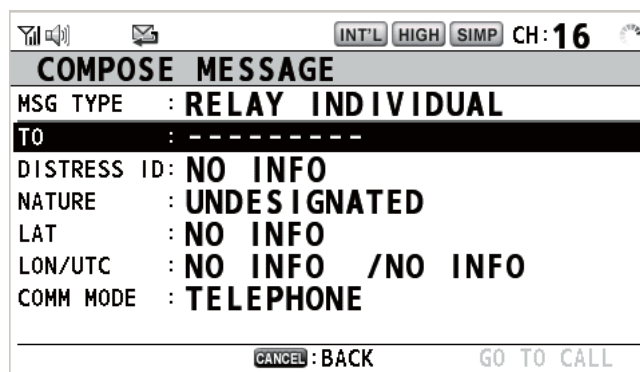 INT'L HIGH SIMP CH:16
COMPOSE MESSAGE
MSG TYPE : RELAY INDIVIDUAL
TO : ---------
DISTRESS ID: NO INFO
NATURE : UNDESIGNATED
LAT : NO INFO
LON/UTC : NO INFO /NO INFO
COMM MODE : TELEPHONE
CANCEL : BACK GO TO CALL